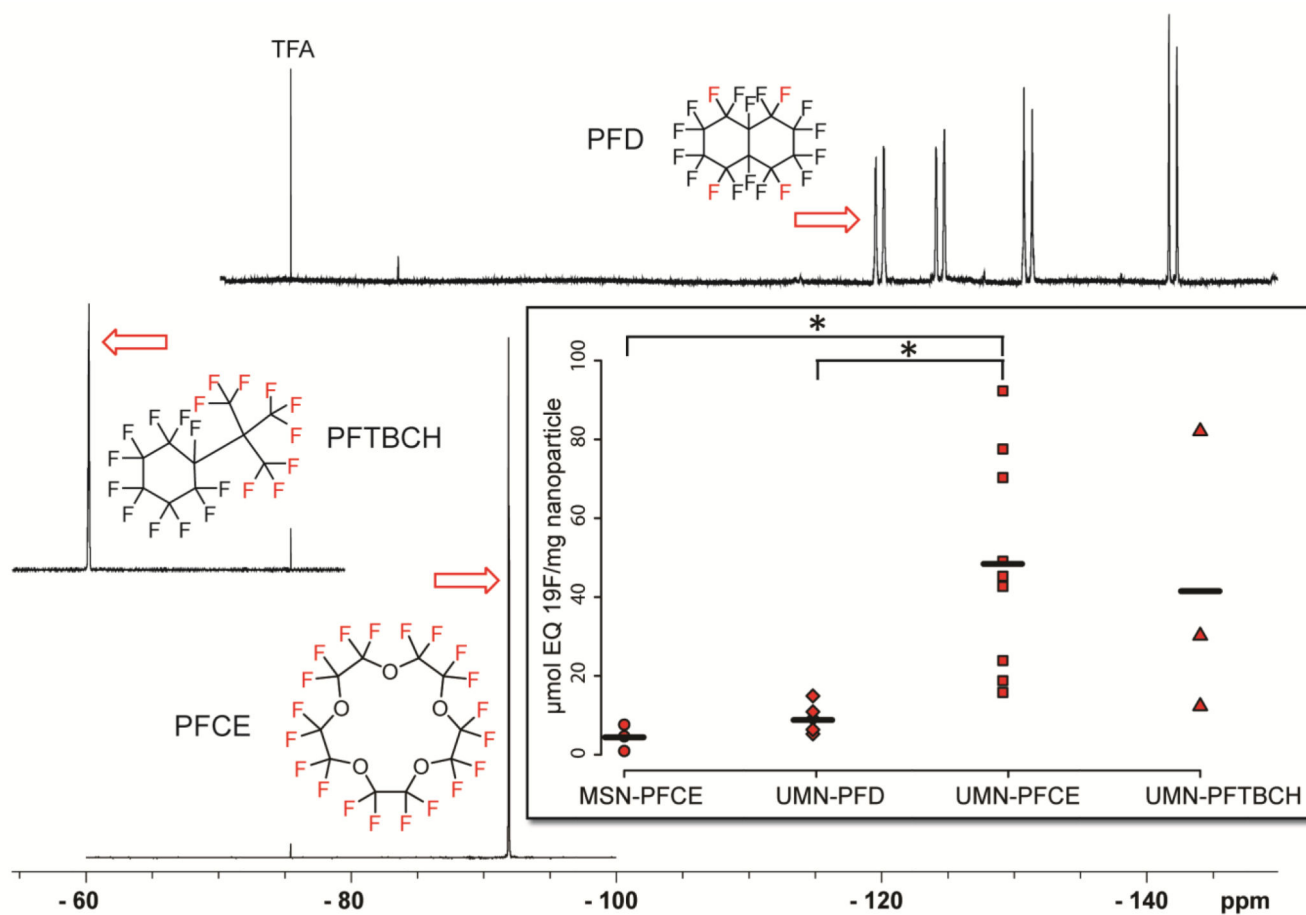 TFA
PFD
F F F F F F
F F F F
F F F F
F F F F
PFTBCH
F F F F F F F F F F
F F F F F F F F F F
PFCE
F F F F F F F F F F
F F F F F F F F F F
O O O O O
*
*
µmol EQ 19F/mg nanoparticle
100
80
60
40
20
0
MSN-PFCE UMN-PFD UMN-PFCE UMN-PFTBCH
- 60 - 80 - 100 - 120 - 140 ppm